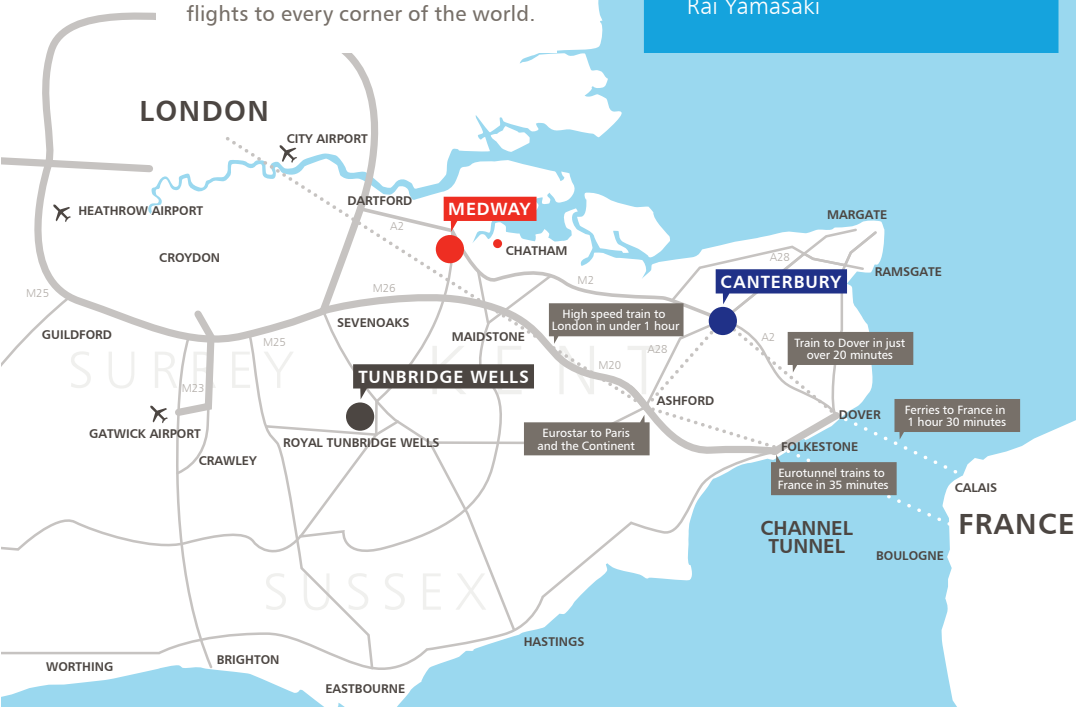 flights to every corner of the world.
Rai Yamasaki
LONDON
CITY AIRPORT
DARTFORD
MEDWAY
HEATHROW AIRPORT
A2
CHATHAM
MARGATE
CROYDON
A28
RAMSGATE
M25
M26
M2
CANTERBURY
High speed train to
London in under 1 hour
SEVENOAKS
GUILDFORD
MAIDSTONE
M25
A28
A2
Train to Dover in just
over 20 minutes
SURREY
KENT
M20
TUNBRIDGE WELLS
M23
ASHFORD
DOVER
Ferries to France in
1 hour 30 minutes
GATWICK AIRPORT
ROYAL TUNBRIDGE WELLS
Eurostar to Paris
and the Continent
FOLKESTONE
CRAWLEY
Eurotunnel trains to
France in 35 minutes
CALAIS
FRANCE
CHANNEL
TUNNEL
BOULOGNE
SUSSEX
HASTINGS
WORTHING
BRIGHTON
EASTBOURNE